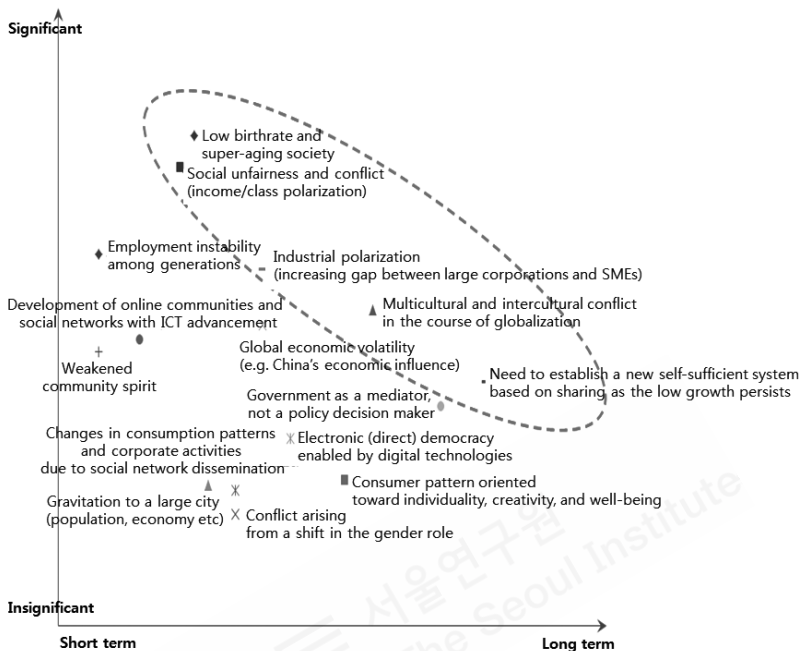 Significant
Low birthrate and
super-aging society
Social unfairness and conflict
(income/class polarization)
Employment instability
among generations
Industrial polarization
(increasing gap between large corporations and SMEs)
Development of online communities and
social networks with ICT advancement
Multicultural and intercultural conflict
in the course of globalization
Global economic volatility
(e.g. China's economic influence)
Weakened
community spirit
Need to establish a new self-sufficient system
based on sharing as the low growth persists
Government as a mediator,
not a policy decision maker
Changes in consumption patterns
and corporate activities
due to social network dissemination
Electronic (direct) democracy
enabled by digital technologies
Consumer pattern oriented
toward individuality, creativity, and well-being
Gravitation to a large city
(population, economy etc)
Conflict arising
from a shift in the gender role
서울연구원
The Seoul Institute
Insignificant
Short term
Long term